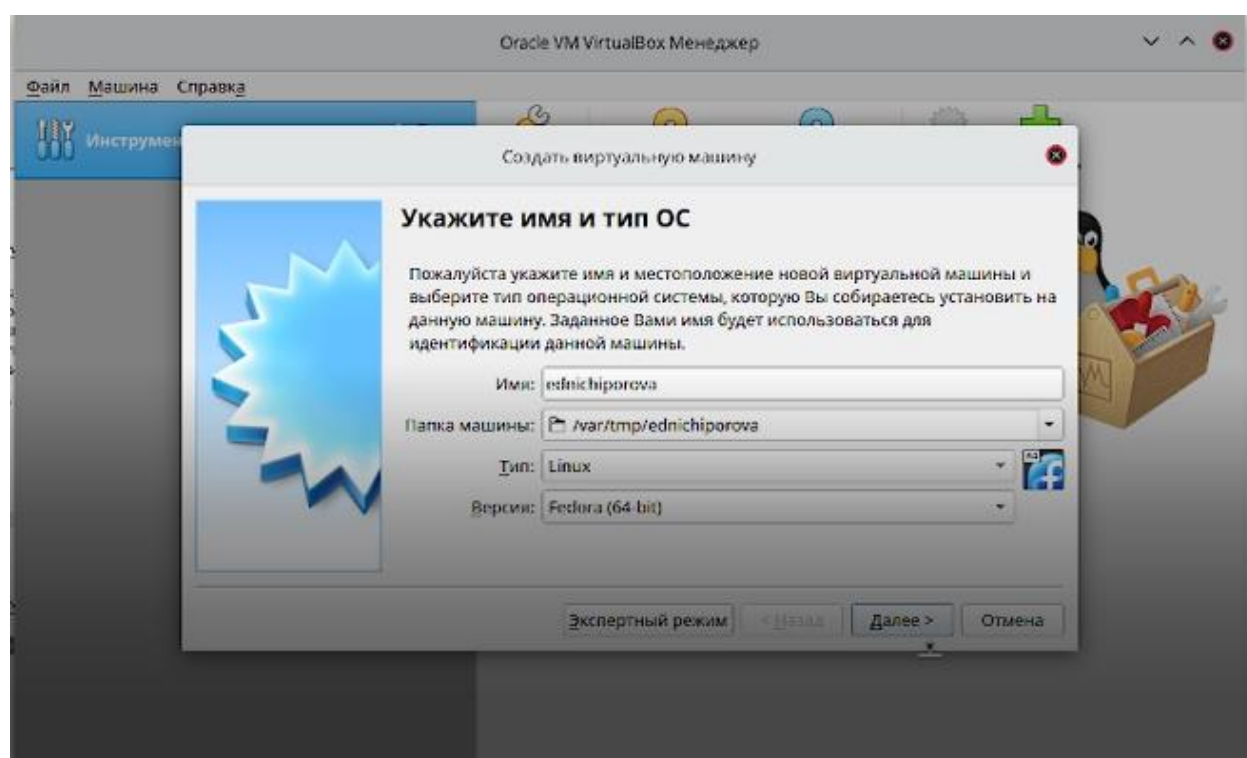 Oracle VM VirtualBox Менеджер
Файл Машина Справка
Создать виртуальную машину
Укажите имя и тип ОС
Пожалуйста укажите имя и местоположение новой виртуальной машины и
выберите тип операционной системы, которую Вы собираетесь установить на
данную машину. Заданное Вами имя будет использоваться для
идентификации данной машины.
Имя: ednichiporova
Папка машины: /var/tmp/ednichiporova
Тип: Linux
64
Версия: Fedora (64-bit)
Экспертный режим < Назад Далее > Отмена